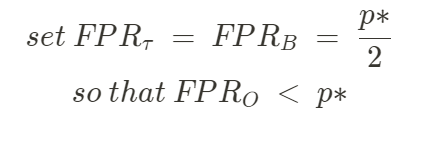 set FPR_τ = FPR_B = p*/2
so that FPR_O < p*